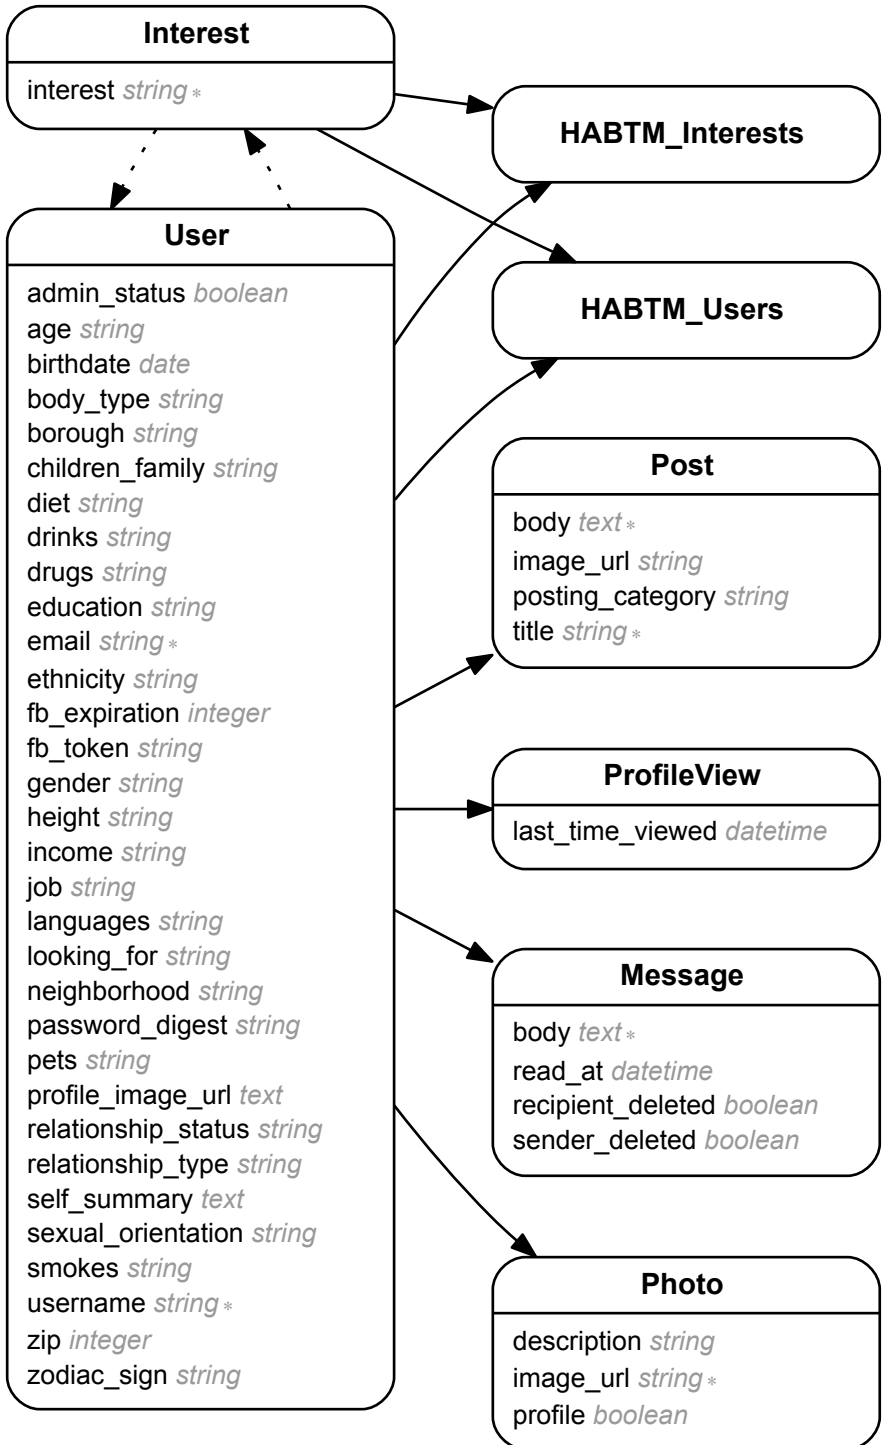 Interest
interest string *
HABTM_Interests
User
admin_status boolean
age string
birthdate date
body_type string
borough string
children_family string
diet string
drinks string
drugs string
education string
email string *
ethnicity string
fb_expiration integer
fb_token string
gender string
height string
income string
job string
languages string
looking_for string
neighborhood string
password_digest string
pets string
profile_image_url text
relationship_status string
relationship_type string
self_summary text
sexual_orientation string
smokes string
username string *
zip integer
zodiac_sign string
HABTM_Users
Post
body text *
image_url string
posting_category string
title string *
ProfileView
last_time_viewed datetime
Message
body text *
read_at datetime
recipient_deleted boolean
sender_deleted boolean
Photo
description string
image_url string *
profile boolean